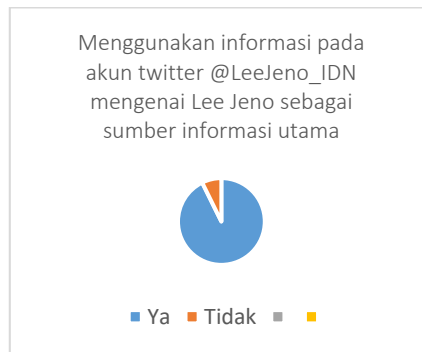 Menggunakan informasi pada
akun twitter @LeeJeno_IDN
mengenai Lee Jeno sebagai
sumber informasi utama
Ya Tidak